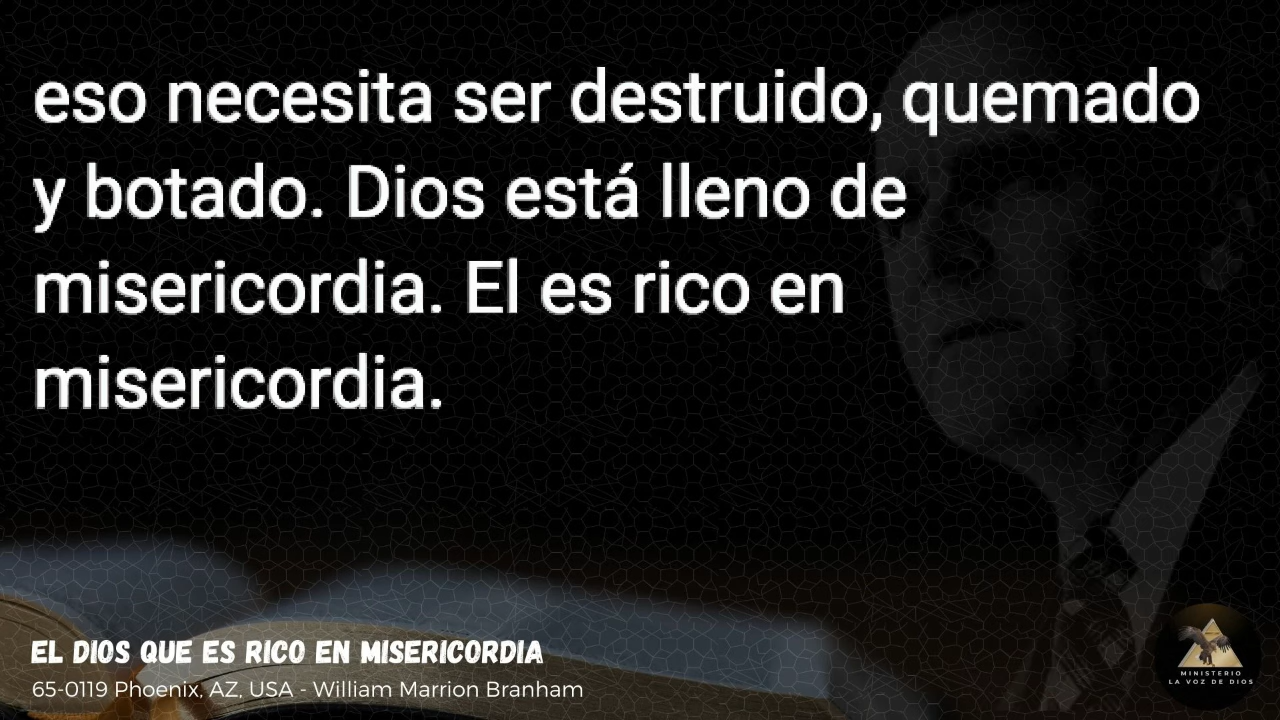 eso necesita ser destruido, quemado
y botado. Dios está lleno de
misericordia. El es rico en
misericordia.
EL DIOS QUE ES RICO EN MISERICORDIA
65-0119 Phoenix, AZ, USA - William Marrion Branham
MINISTERIO
LA VOZ DE DIOS